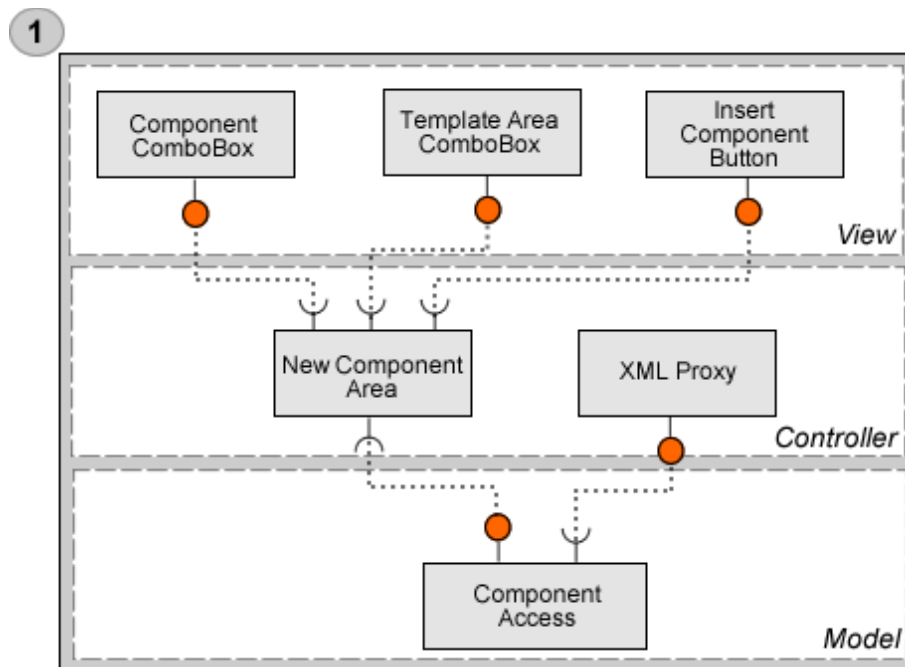 1
Component
ComboBox
Template Area
ComboBox
Insert
Component
Button
View
New Component
Area
XML Proxy
Controller
Component
Access
Model